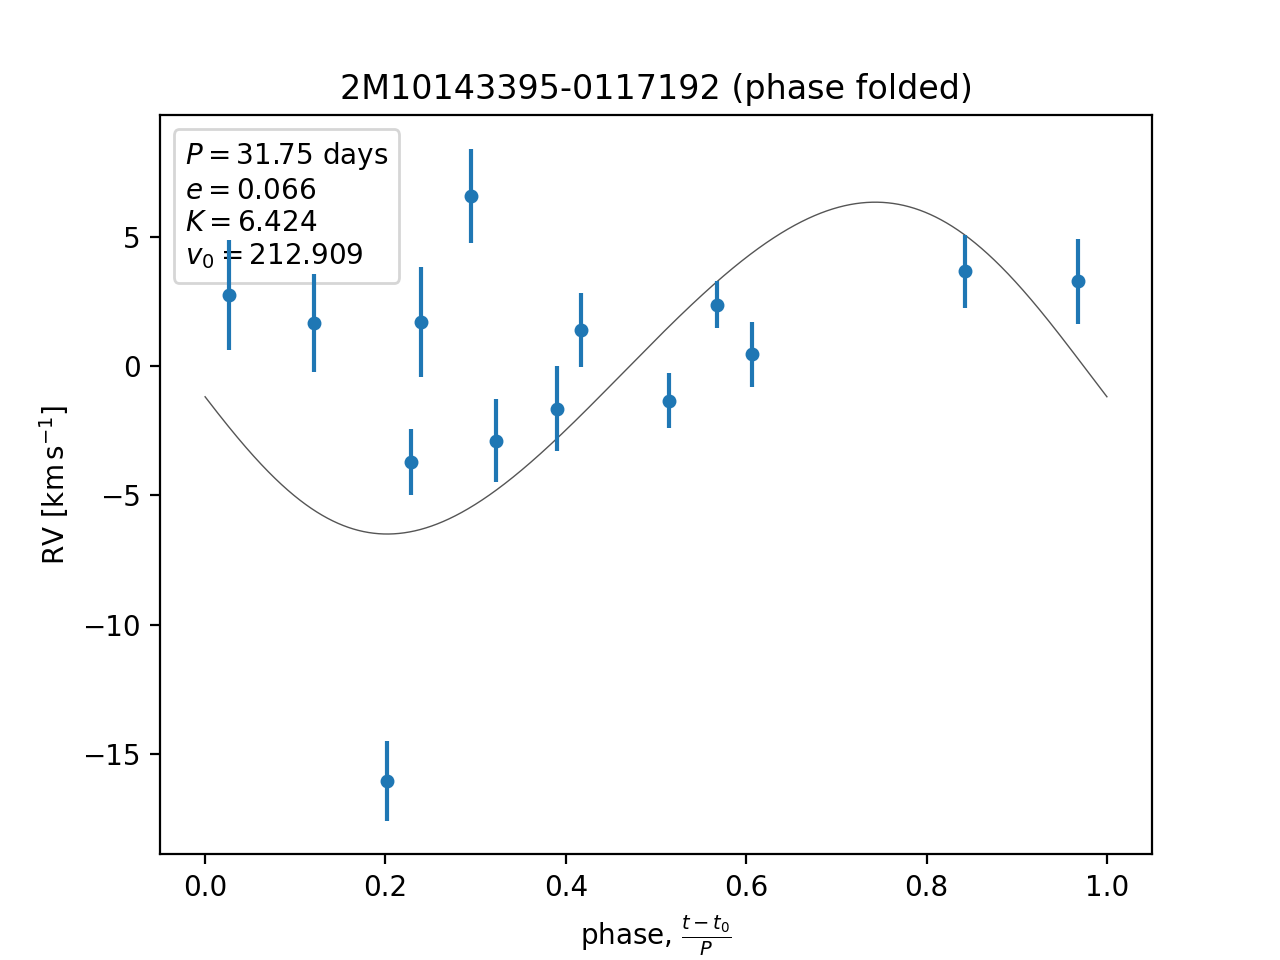 2M10143395-0117192 (phase folded)
P = 31.75 days
e = 0.066
K = 6.424
v₀ = 212.909
5
0
−5
−10
−15
RV [km s⁻¹]
0.0 0.2 0.4 0.6 0.8 1.0
phase, (t − t₀)/P